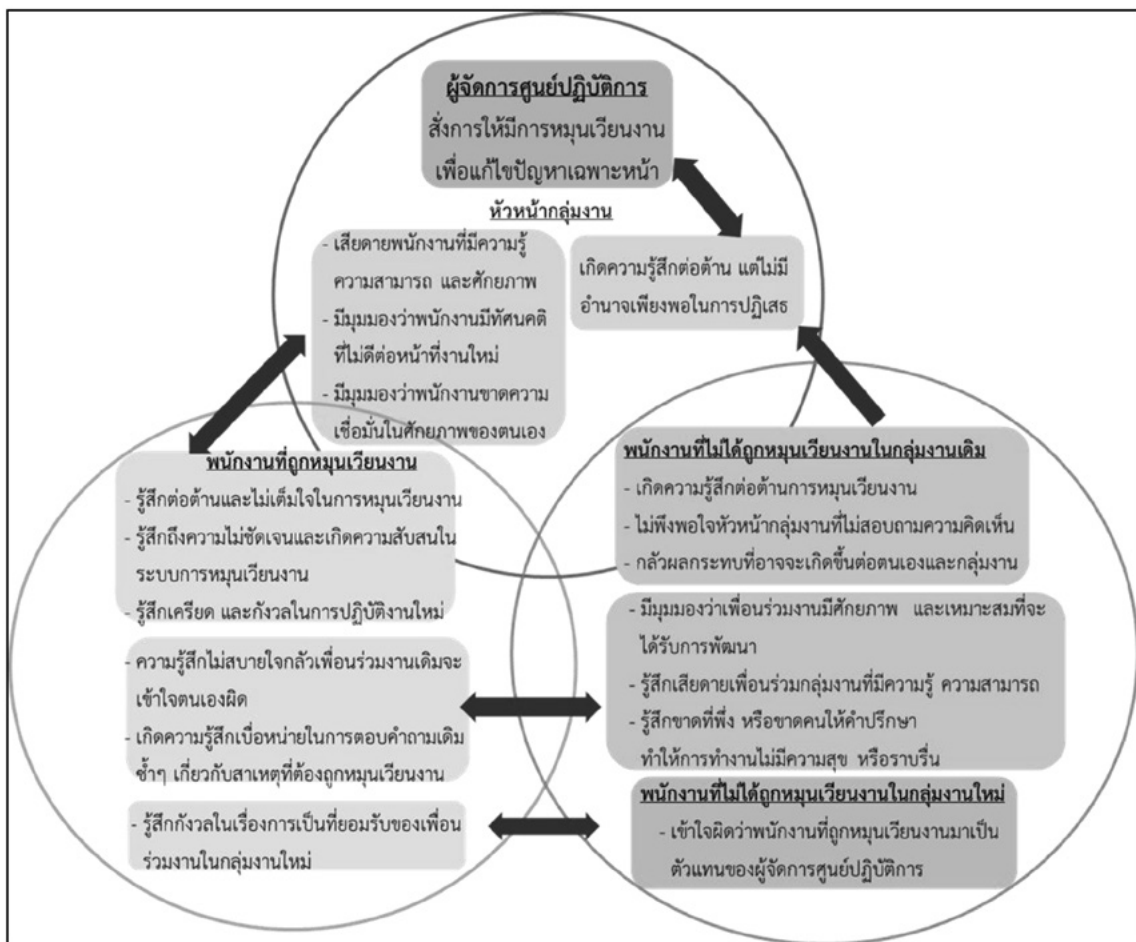 ผู้จัดการศูนย์ปฏิบัติการ
สั่งการให้มีการหมุนเวียนงาน
เพื่อแก้ไขปัญหาเฉพาะหน้า
หัวหน้ากลุ่มงาน
- เสียดายพนักงานที่มีความรู้
ความสามารถ และศักยภาพ
- มีมุมมองว่าพนักงานมีทัศนคติ
ที่ไม่ดีต่อหน้าที่งานใหม่
- มีมุมมองว่าพนักงานขาดความ
เชื่อมั่นในศักยภาพของตนเอง
เกิดความรู้สึกต่อต้าน แต่ไม่มี
อำนาจเพียงพอในการปฏิเสธ
พนักงานที่ถูกหมุนเวียนงาน
- รู้สึกต่อต้านและไม่เต็มใจในการหมุนเวียนงาน
- รู้สึกถึงความไม่ชัดเจนและเกิดความสับสนใน
ระบบการหมุนเวียนงาน
- รู้สึกเครียด และกังวลในการปฏิบัติงานใหม่
- ความรู้สึกไม่สบายใจกลัวเพื่อนร่วมงานเดิมจะ
เข้าใจตนเองผิด
- เกิดความรู้สึกเบื่อหน่ายในการตอบคำถามเดิม
ซ้ำๆ เกี่ยวกับสาเหตุที่ต้องถูกหมุนเวียนงาน
- รู้สึกกังวลในเรื่องการเป็นที่ยอมรับของเพื่อน
ร่วมงานในกลุ่มงานใหม่
พนักงานที่ไม่ได้ถูกหมุนเวียนงานในกลุ่มงานเดิม
- เกิดความรู้สึกต่อต้านการหมุนเวียนงาน
- ไม่พึงพอใจหัวหน้ากลุ่มงานที่ไม่สอบถามความคิดเห็น
- กลัวผลกระทบที่อาจจะเกิดขึ้นต่อตนเองและกลุ่มงาน
- มีมุมมองว่าเพื่อนร่วมงานมีศักยภาพ และเหมาะสมที่จะ
ได้รับการพัฒนา
- รู้สึกเสียดายเพื่อนร่วมกลุ่มงานที่มีความรู้ ความสามารถ
- รู้สึกขาดที่พึ่ง หรือขาดคนให้คำปรึกษา
ทำให้การทำงานไม่มีความสุข หรือราบรื่น
พนักงานที่ไม่ได้ถูกหมุนเวียนงานในกลุ่มงานใหม่
- เข้าใจผิดว่าพนักงานที่ถูกหมุนเวียนงานมาเป็น
ตัวแทนของผู้จัดการศูนย์ปฏิบัติการ